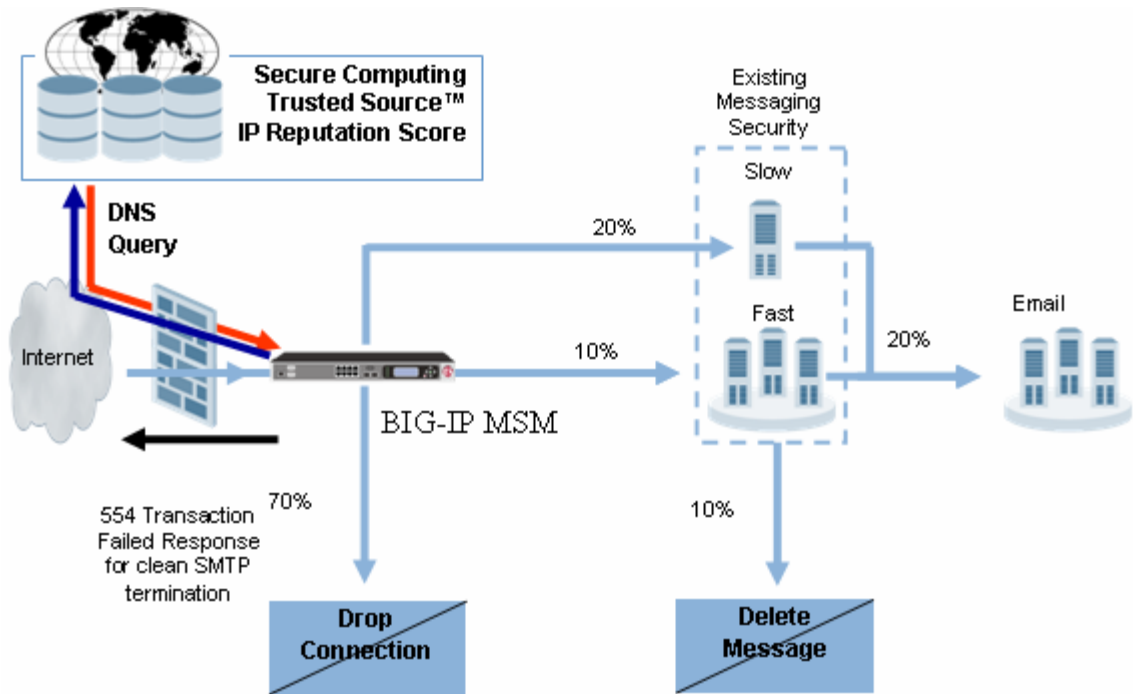 Secure Computing
Trusted Source™
IP Reputation Score
DNS
Query
Internet
BIG-IP MSM
554 Transaction
Failed Response
for clean SMTP
termination
70%
Drop
Connection
20%
10%
Existing
Messaging
Security
Slow
Fast
10%
Delete
Message
20%
Email